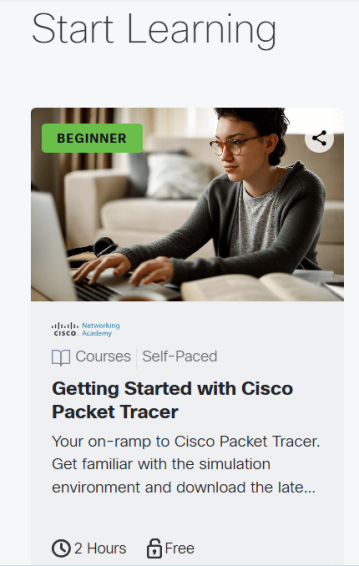 Start Learning
BEGINNER
CISCO Networking Academy
Courses | Self-Paced
Getting Started with Cisco
Packet Tracer
Your on-ramp to Cisco Packet Tracer.
Get familiar with the simulation
environment and download the late...
2 Hours Free